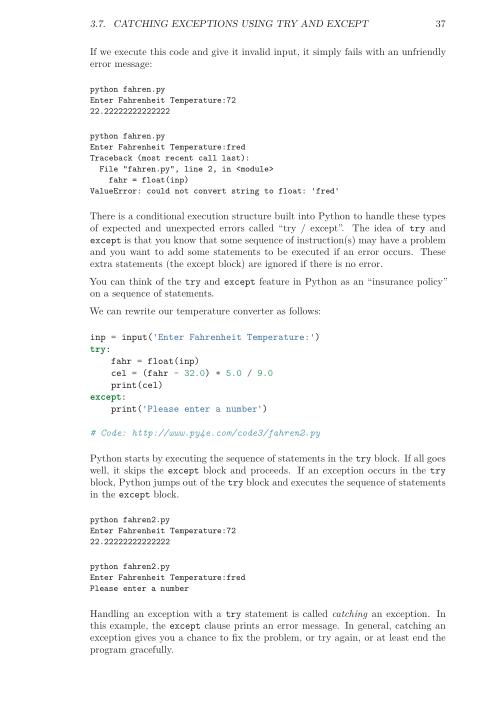 3.7. CATCHING EXCEPTIONS USING TRY AND EXCEPT 37
If we execute this code and give it invalid input, it simply fails with an unfriendly
error message:
python fahren.py
Enter Fahrenheit Temperature:72
22.22222222222222
python fahren.py
Enter Fahrenheit Temperature:fred
Traceback (most recent call last):
  File "fahren.py", line 2, in <module>
    fahr = float(inp)
ValueError: could not convert string to float: 'fred'
There is a conditional execution structure built into Python to handle these types
of expected and unexpected errors called “try / except”. The idea of try and
except is that you know that some sequence of instruction(s) may have a problem
and you want to add some statements to be executed if an error occurs. These
extra statements (the except block) are ignored if there is no error.
You can think of the try and except feature in Python as an “insurance policy”
on a sequence of statements.
We can rewrite our temperature converter as follows:
inp = input('Enter Fahrenheit Temperature:')
try:
    fahr = float(inp)
    cel = (fahr - 32.0) * 5.0 / 9.0
    print(cel)
except:
    print('Please enter a number')
# Code: http://www.py4e.com/code3/fahren2.py
Python starts by executing the sequence of statements in the try block. If all goes
well, it skips the except block and proceeds. If an exception occurs in the try
block, Python jumps out of the try block and executes the sequence of statements
in the except block.
python fahren2.py
Enter Fahrenheit Temperature:72
22.22222222222222
python fahren2.py
Enter Fahrenheit Temperature:fred
Please enter a number
Handling an exception with a try statement is called catching an exception. In
this example, the except clause prints an error message. In general, catching an
exception gives you a chance to fix the problem, or try again, or at least end the
program gracefully.